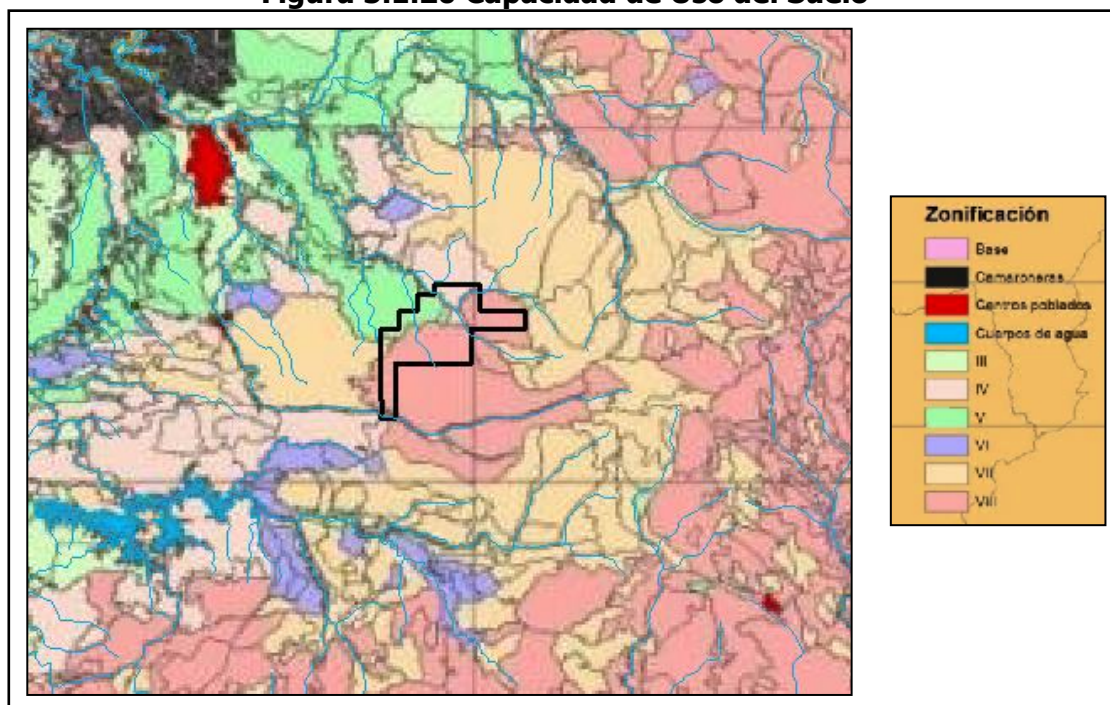 Figura 3.2.20 Capacidad de Uso del Suelo
Zonificación
Base
Camaroneras
Centros poblados
Cuerpos de agua
III
IV
V
VI
VII
VIII